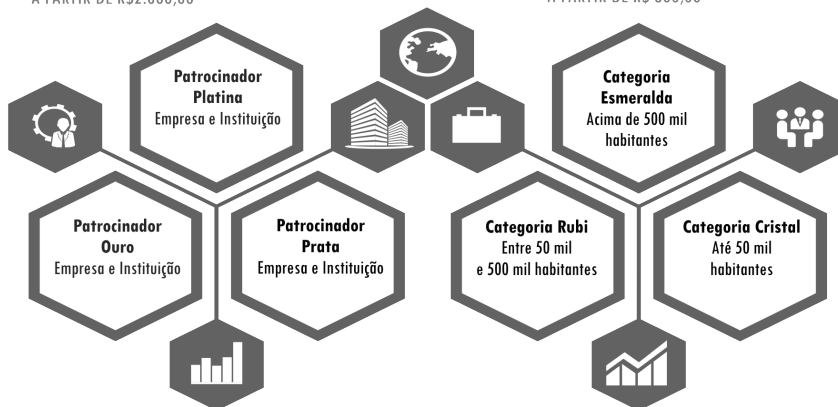 Patrocinador
Platina
Empresa e Instituição
Categoria
Esmeralda
Acima de 500 mil
habitantes
Patrocinador
Ouro
Empresa e Instituição
Patrocinador
Prata
Empresa e Instituição
Categoria Rubi
Entre 50 mil
e 500 mil habitantes
Categoria Cristal
Até 50 mil
habitantes